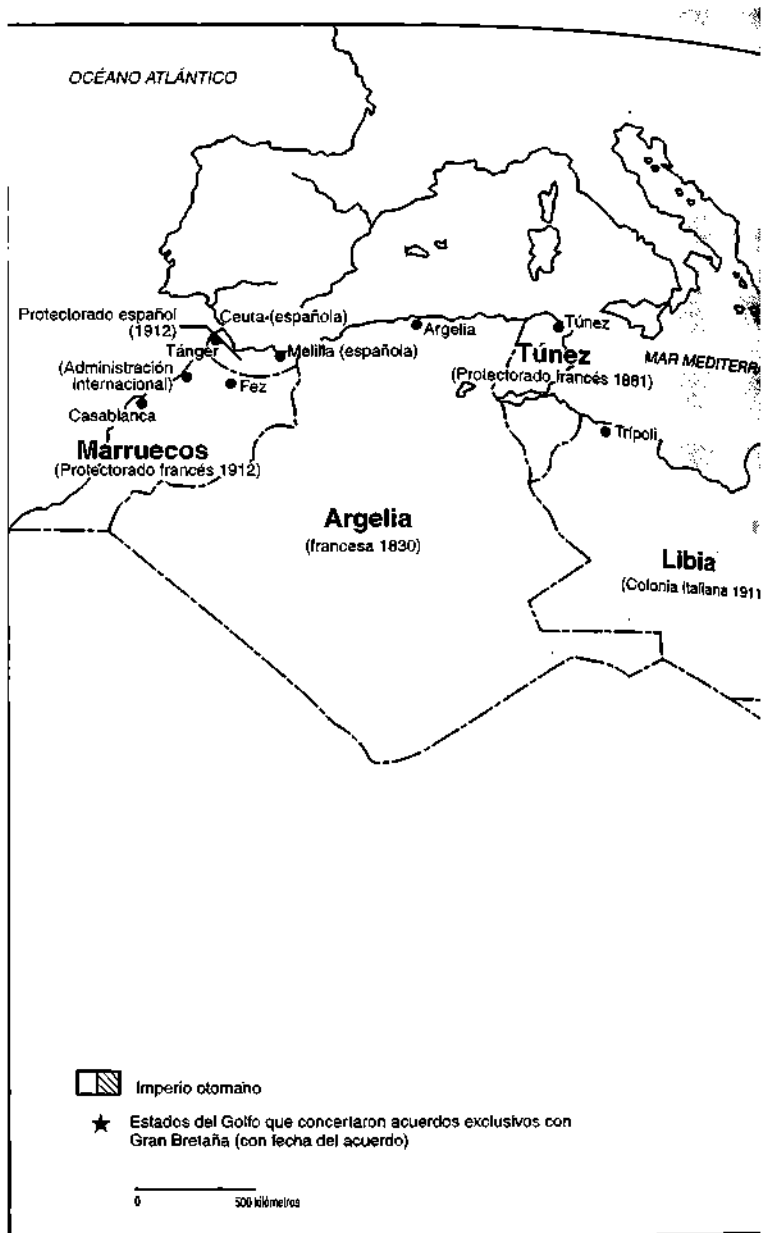 OCÉANO ATLÁNTICO
Protectorado español
(1912)
Ceuta (española)
Tánger
Melilla (española)
(Administración
internacional)
Fez
Casablanca
Marruecos
(Protectorado francés 1912)
Argelia
Túnez
Túnez
(Protectorado francés 1881)
MAR MEDITERRA
Trípoli
Argelia
(francesa 1830)
Libia
(Colonia italiana 1911
Imperio otomano
★ Estados del Golfo que concertaron acuerdos exclusivos con
Gran Bretaña (con fecha del acuerdo)
0 500 kilómetros